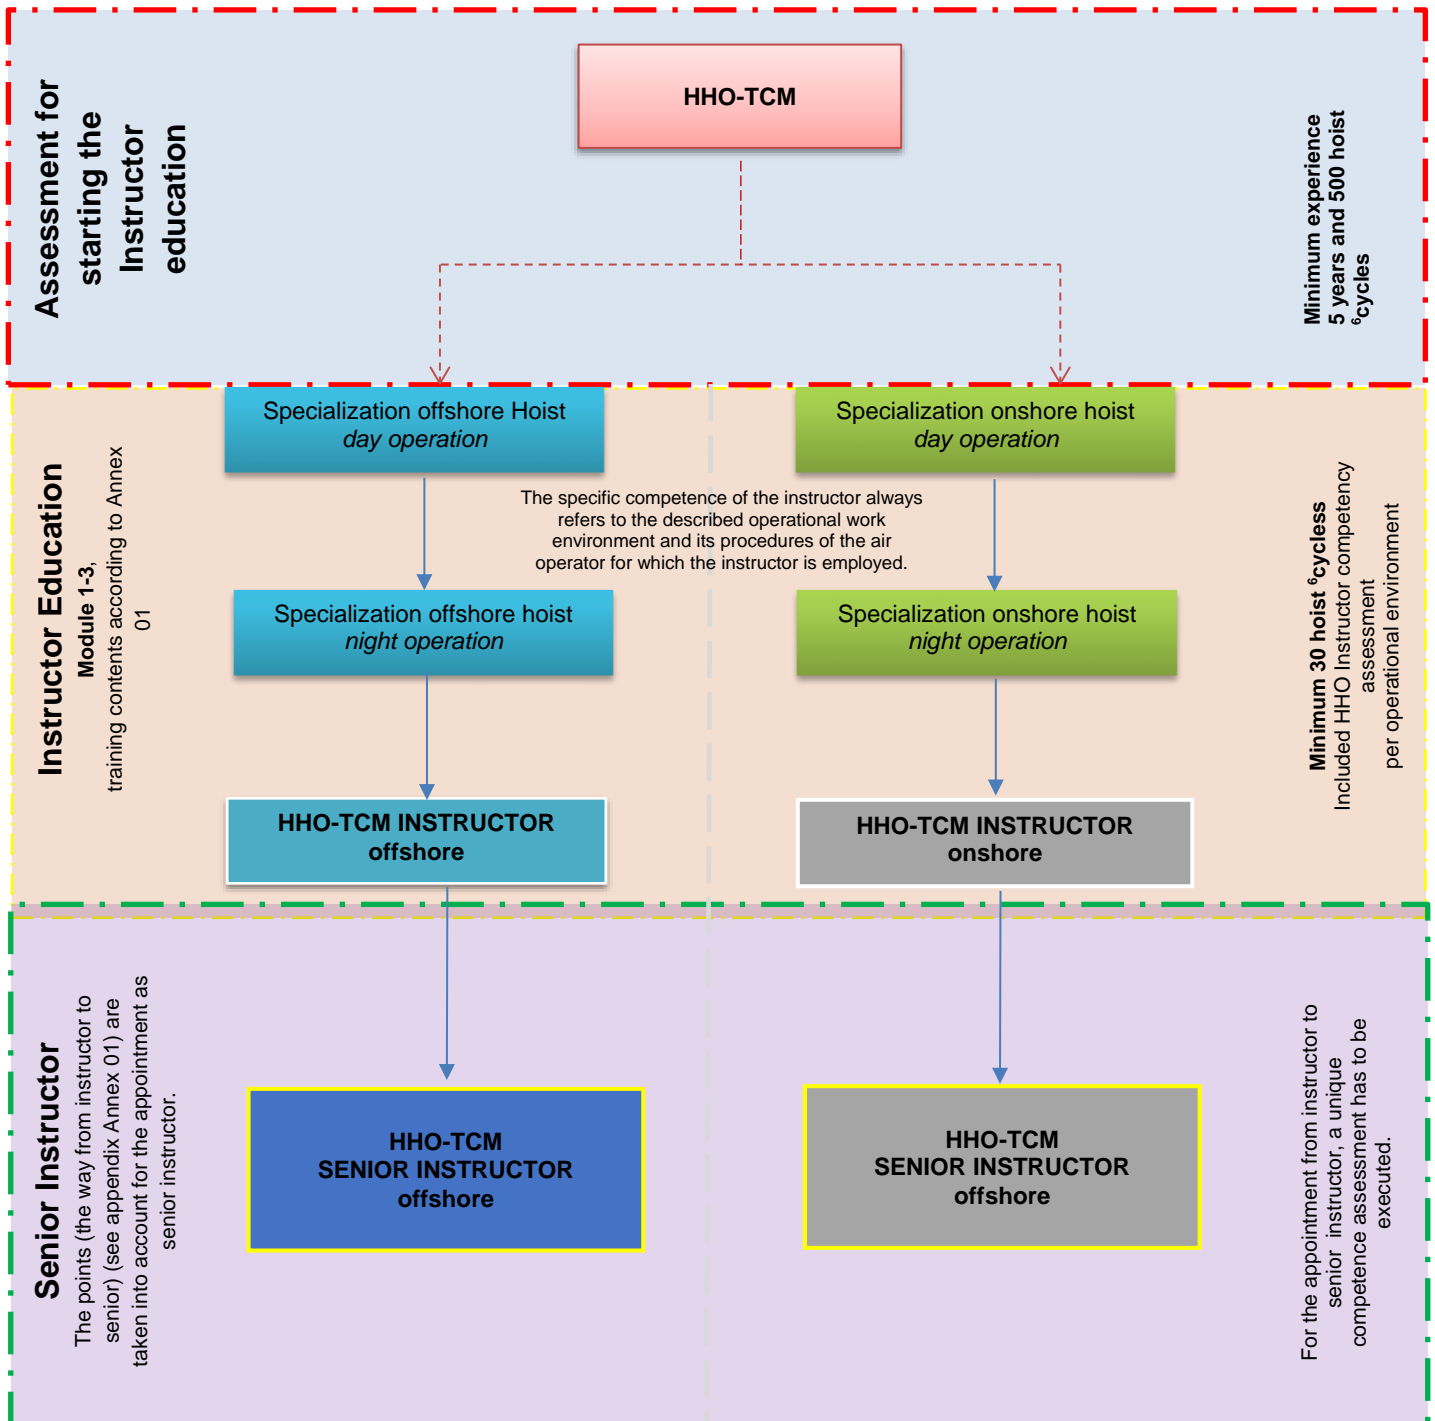 Assessment for
starting the
Instructor
education
HHO-TCM
Minimum experience
5 years and 500 hoist
⁶cycles
Instructor Education
Module 1-3,
training contents according to Annex
01
Specialization offshore Hoist
day operation
Specialization onshore hoist
day operation
The specific competence of the instructor always
refers to the described operational work
environment and its procedures of the air
operator for which the instructor is employed.
Specialization offshore hoist
night operation
Specialization onshore hoist
night operation
HHO-TCM INSTRUCTOR
offshore
HHO-TCM INSTRUCTOR
onshore
Minimum 30 hoist ⁶cycless
Included HHO Instructor competency
assessment
per operational environment
Senior Instructor
The points (the way from instructor to
senior) (see appendix Annex 01) are
taken into account for the appointment as
senior instructor.
HHO-TCM
SENIOR INSTRUCTOR
offshore
HHO-TCM
SENIOR INSTRUCTOR
offshore
For the appointment from instructor to
senior instructor, a unique
competence assessment has to be
executed.